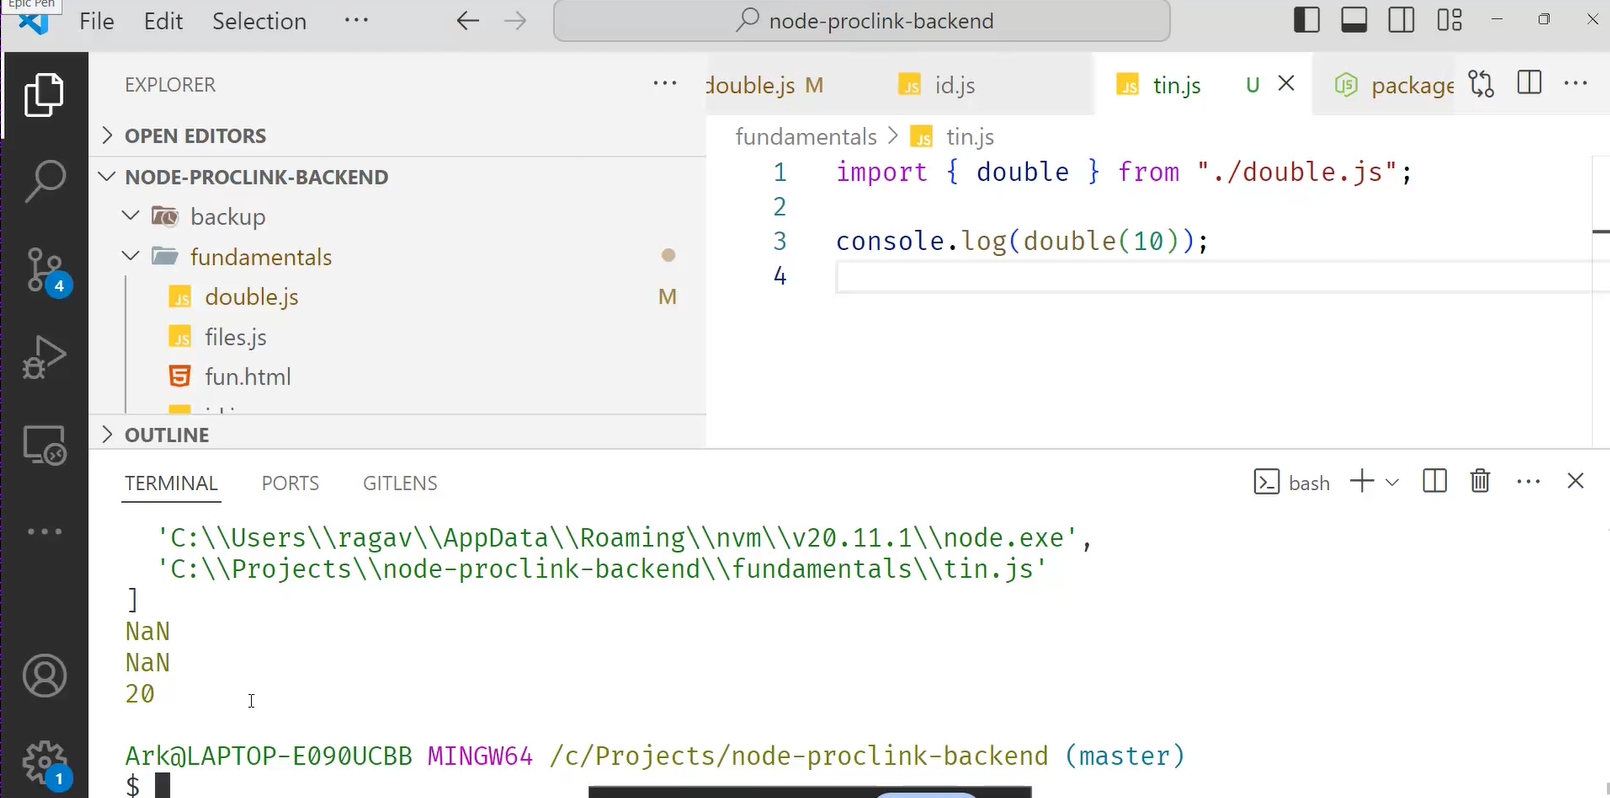 Epic Pen
File Edit Selection ···
node-proclink-backend
EXPLORER ···
OPEN EDITORS
NODE-PROCLINK-BACKEND
backup
fundamentals
double.js M
files.js
fun.html
OUTLINE
4
1
double.js M
id.js
tin.js U
package
fundamentals > tin.js
1 import { double } from "./double.js";
2
3 console.log(double(10));
4
TERMINAL PORTS GITLENS
bash
'C:\\Users\\ragav\\AppData\\Roaming\\nvm\\v20.11.1\\node.exe',
'C:\\Projects\\node-proclink-backend\\fundamentals\\tin.js'
]
NaN
NaN
20
Ark@LAPTOP-E090UCBB MINGW64 /c/Projects/node-proclink-backend (master)
$